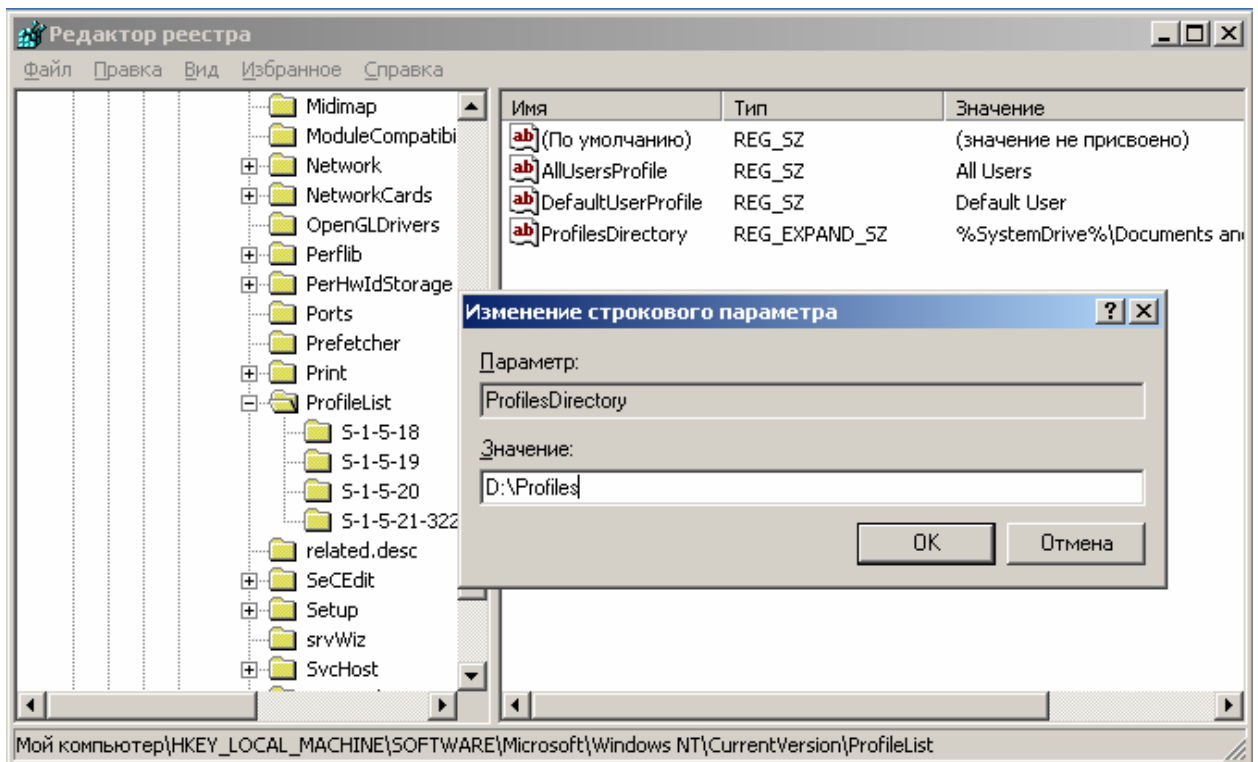 Редактор реестра
Файл Правка Вид Избранное Справка
Midimap
ModuleCompatibi
Network
NetworkCards
OpenGLDrivers
Perflib
PerHwIdStorage
Ports
Prefetcher
Print
ProfileList
S-1-5-18
S-1-5-19
S-1-5-20
S-1-5-21-322
related.desc
SeCEdit
Setup
srvWiz
SvcHost
Имя Тип Значение
(По умолчанию) REG_SZ (значение не присвоено)
AllUsersProfile REG_SZ All Users
DefaultUserProfile REG_SZ Default User
ProfilesDirectory REG_EXPAND_SZ %SystemDrive%\Documents and
Изменение строкового параметра
Параметр:
ProfilesDirectory
Значение:
D:\Profiles
OK Отмена
Мой компьютер\HKEY_LOCAL_MACHINE\SOFTWARE\Microsoft\Windows NT\CurrentVersion\ProfileList